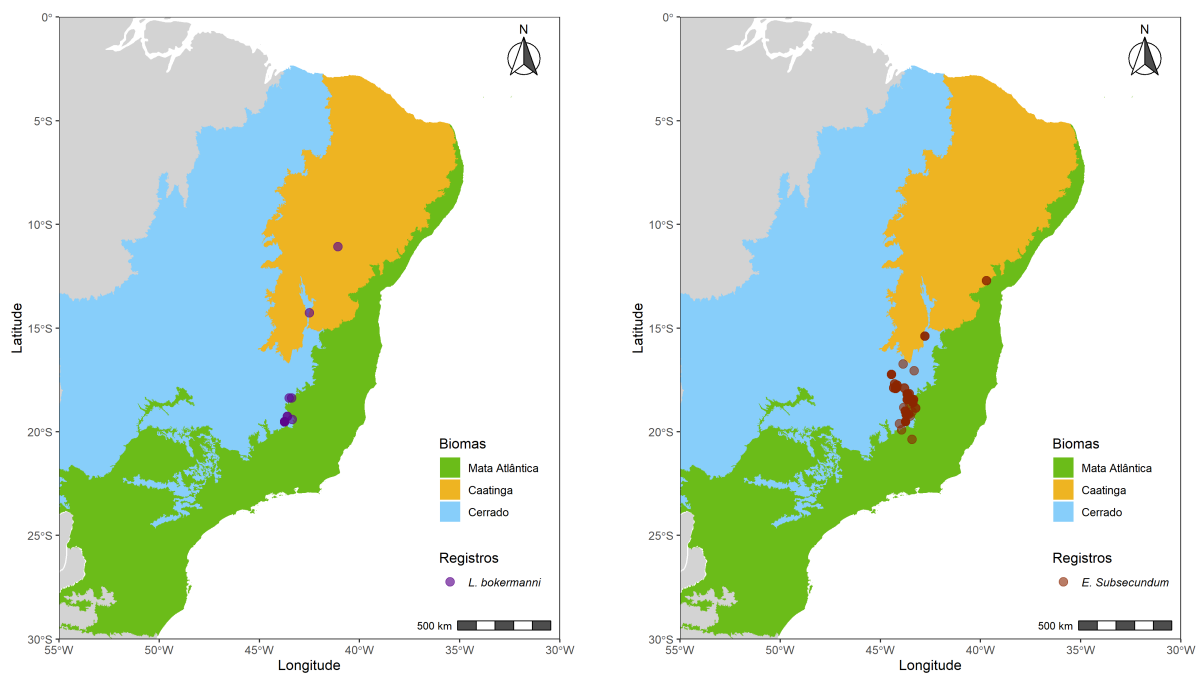 N
0°
5°S
10°S
15°S
20°S
25°S
30°S
Latitude
55°W
50°W
45°W
40°W
35°W
30°W
Longitude
Biomas
Mata Atlântica
Caatinga
Cerrado
Registros
L. bokermanni
500 km
N
0°
5°S
10°S
15°S
20°S
25°S
30°S
Latitude
55°W
50°W
45°W
40°W
35°W
30°W
Longitude
Biomas
Mata Atlântica
Caatinga
Cerrado
Registros
E. Subsecundum
500 km